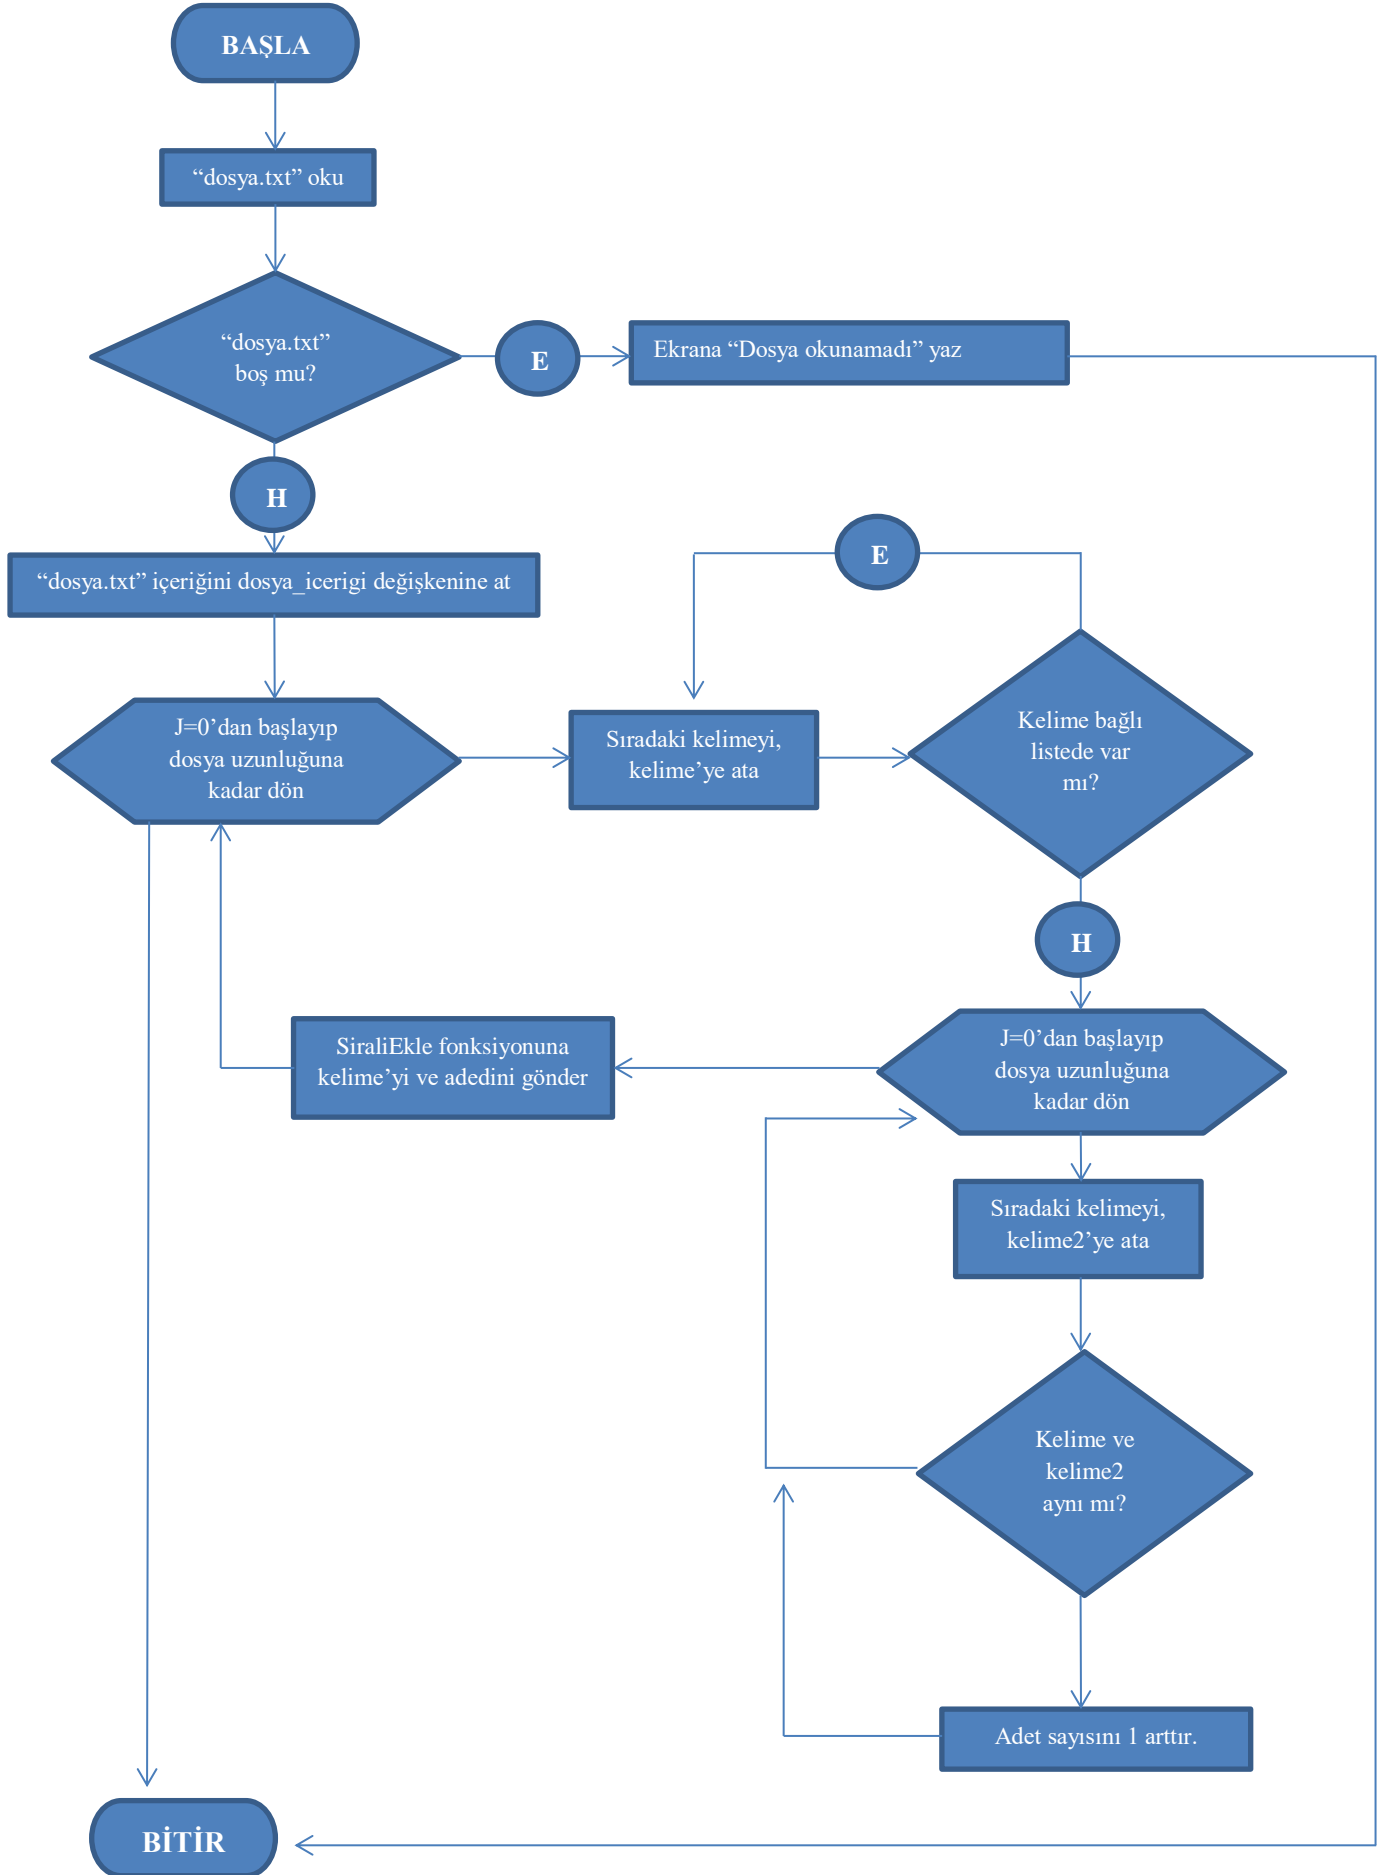 BAŞLA
“dosya.txt” oku
“dosya.txt”
boş mu?
E
Ekrana “Dosya okunamadı” yaz
H
“dosya.txt” içeriğini dosya_icerigi değişkenine at
E
J=0’dan başlayıp
dosya uzunluğuna
kadar dön
Sıradaki kelimeyi,
kelime’ye ata
Kelime bağlı
listede var
mı?
H
SiraliEkle fonksiyonuna
kelime’yi ve adedini gönder
J=0’dan başlayıp
dosya uzunluğuna
kadar dön
Sıradaki kelimeyi,
kelime2’ye ata
Kelime ve
kelime2
aynı mı?
Adet sayısını 1 arttır.
BİTİR